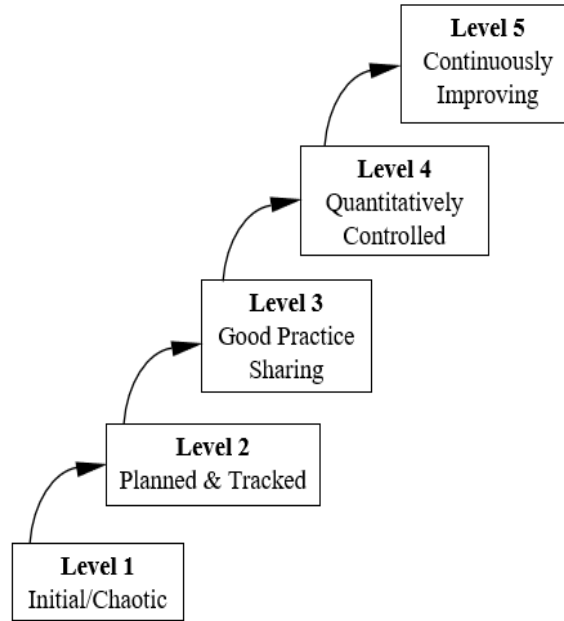 Level 5
Continuously
Improving
Level 4
Quantitatively
Controlled
Level 3
Good Practice
Sharing
Level 2
Planned & Tracked
Level 1
Initial/Chaotic